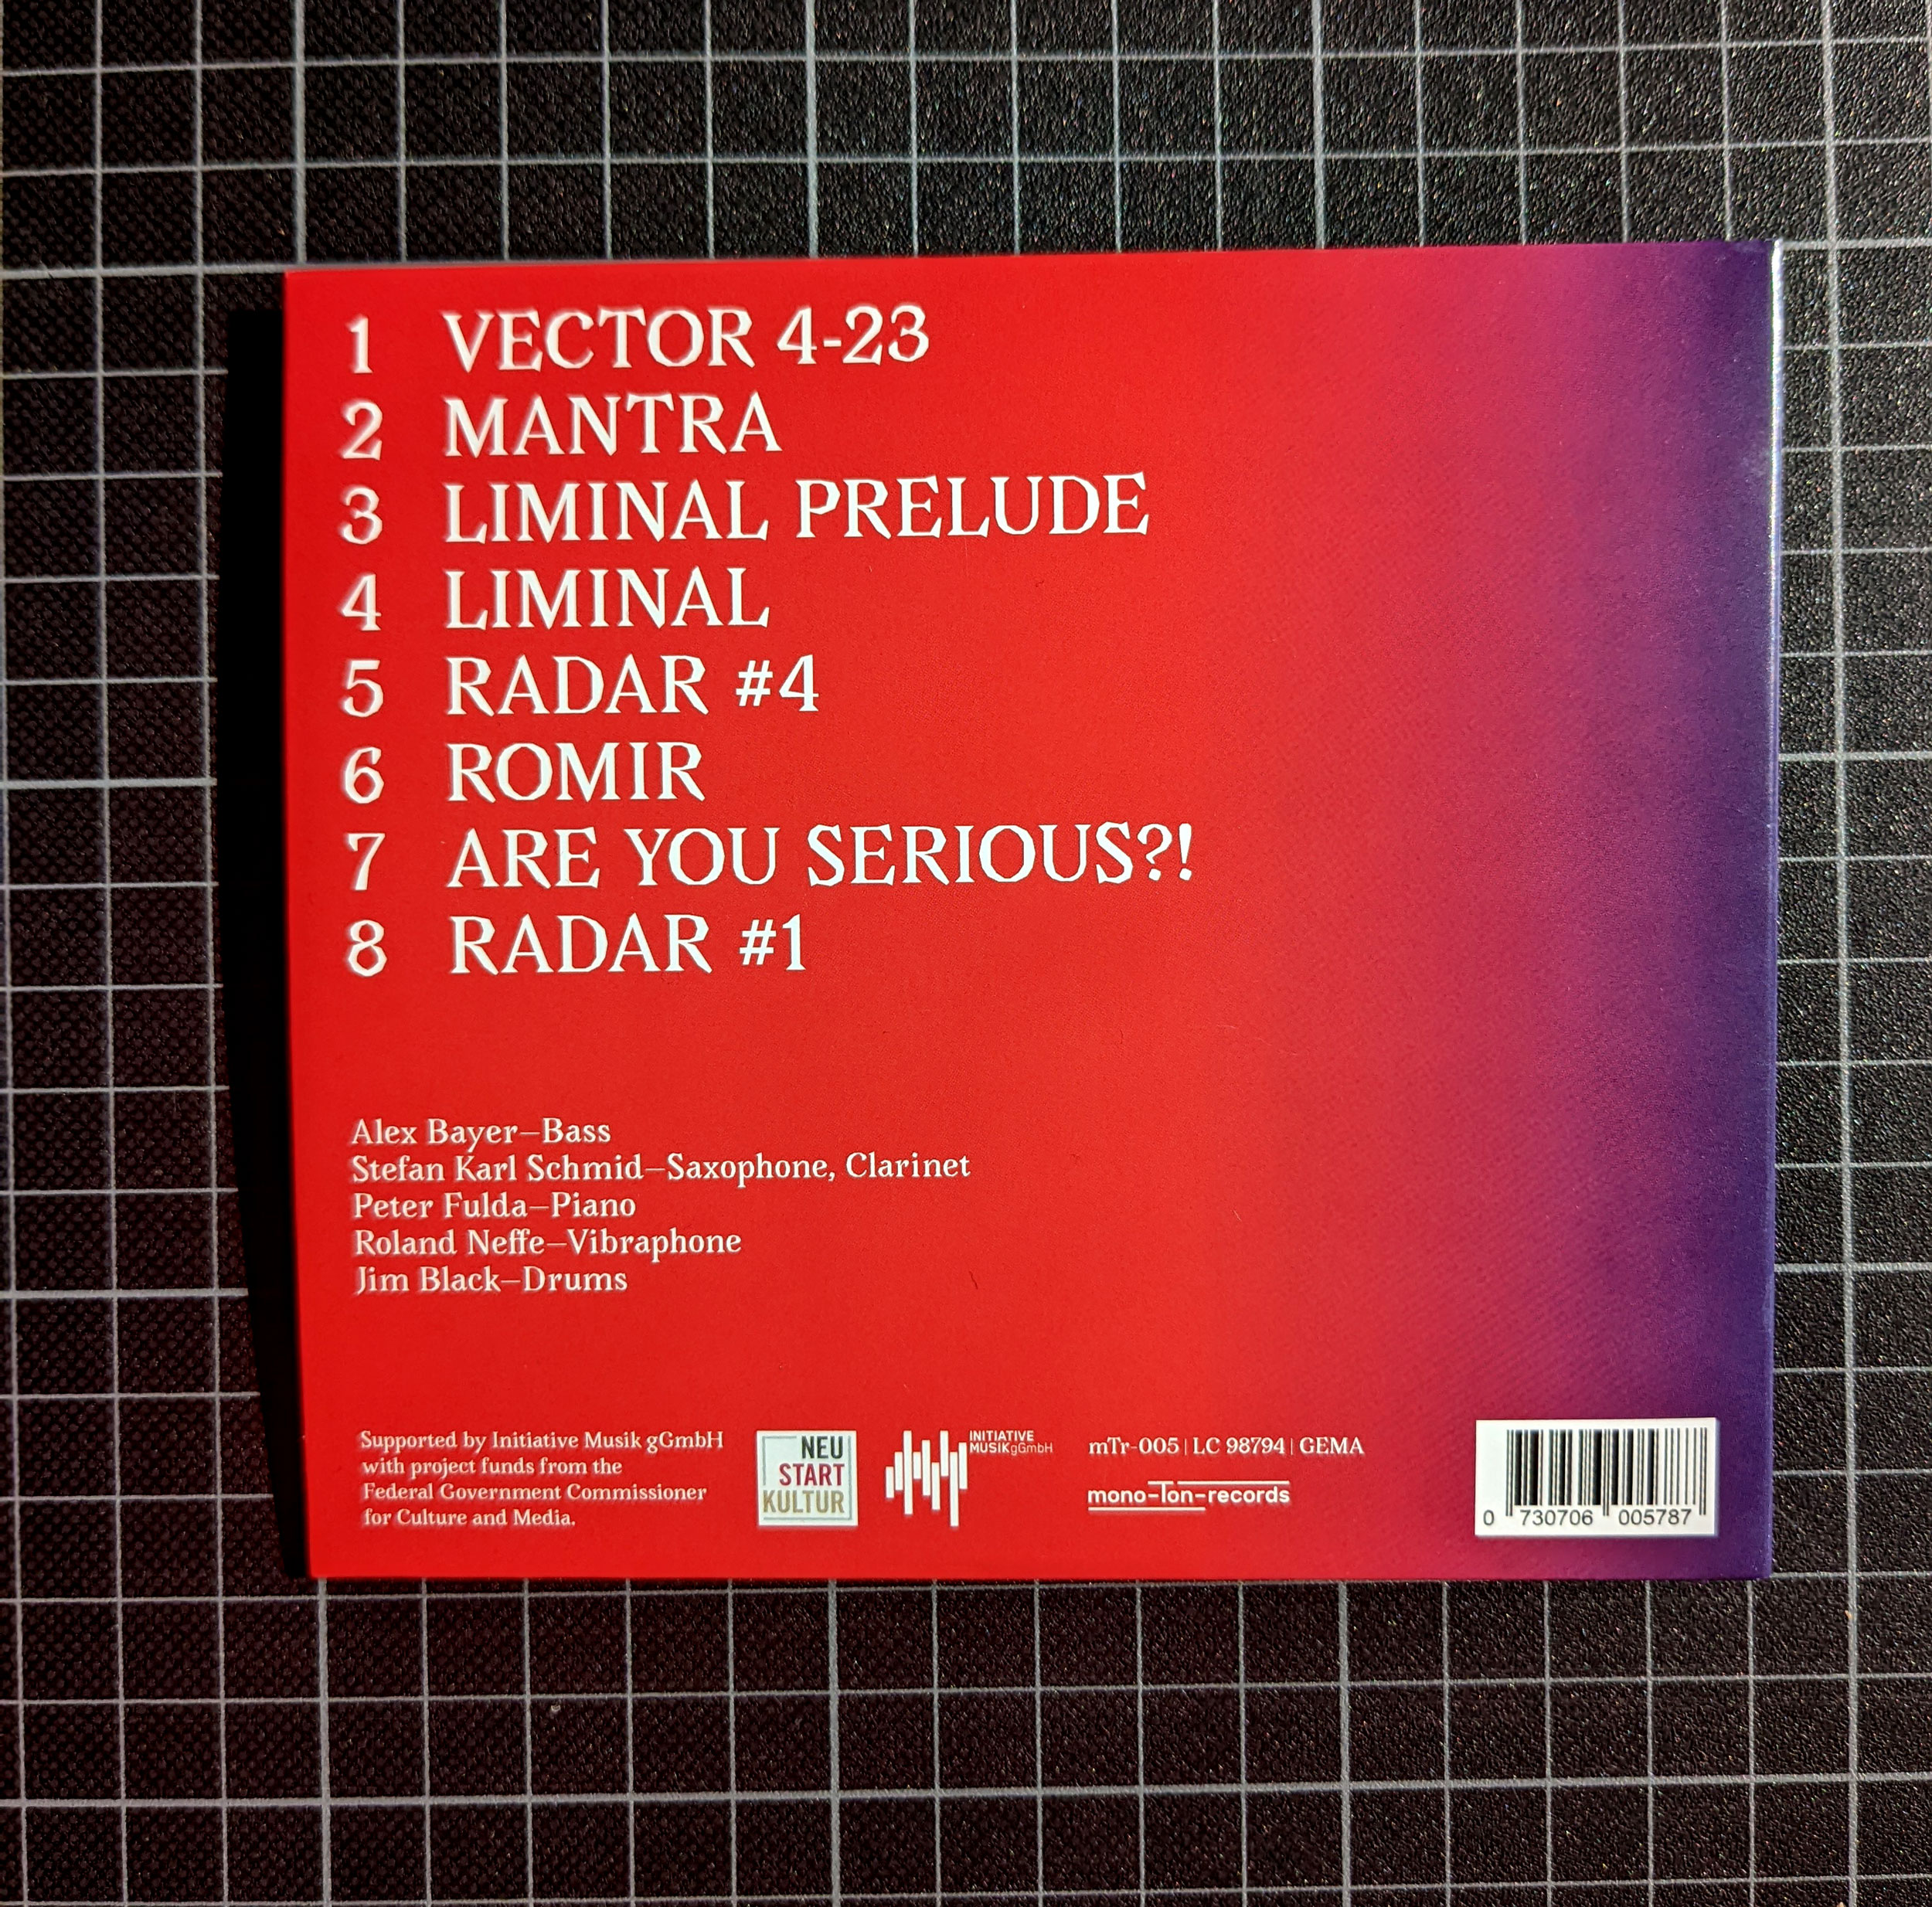 1 VECTOR 4-23
2 MANTRA
3 LIMINAL PRELUDE
4 LIMINAL
5 RADAR #4
6 ROMIR
7 ARE YOU SERIOUS?!
8 RADAR #1
Alex Bayer–Bass
Stefan Karl Schmid–Saxophone, Clarinet
Peter Fulda–Piano
Roland Neffe–Vibraphone
Jim Black–Drums
Supported by Initiative Musik gGmbH
with project funds from the
Federal Government Commissioner
for Culture and Media.
NEU
START
KULTUR
INITIATIVE
MUSIKgGmbH
mTr-005 | LC 98794 | GEMA
mono-Ton-records
0 730706 005787